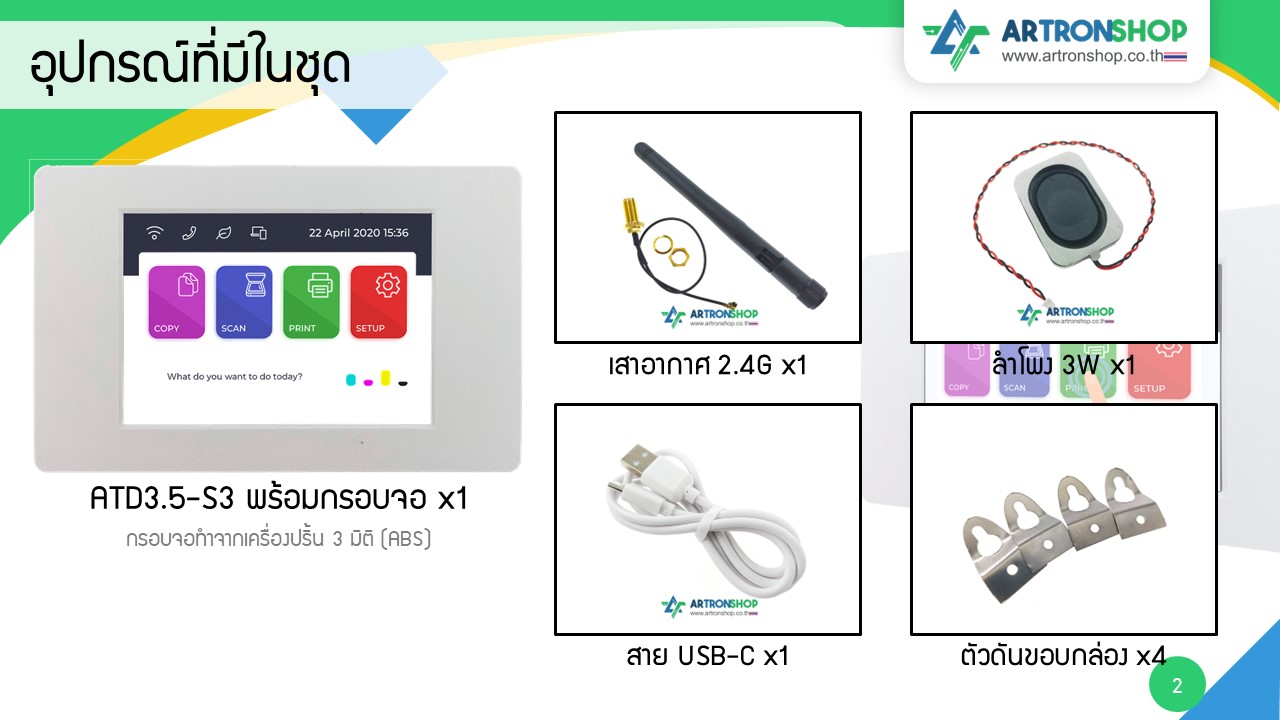 อุปกรณ์ที่มีในชุด
ARTRONSHOP
www.artronshop.co.th
22 April 2020 15:36
COPY
SCAN
PRINT
SETUP
What do you want to do today?
ATD3.5-S3 พร้อมกรอบจอ x1
กรอบจอทำจากเครื่องปริ้น 3 มิติ (ABS)
ARTRONSHOP
www.artronshop.co.th
เสาอากาศ 2.4G x1
ARTRONSHOP
www.artronshop.co.th
ลำโพง 3W x1
COPY
SCAN
SETUP
ARTRONSHOP
www.artronshop.co.th
สาย USB-C x1
ตัวดันขอบกล่อง x4
2